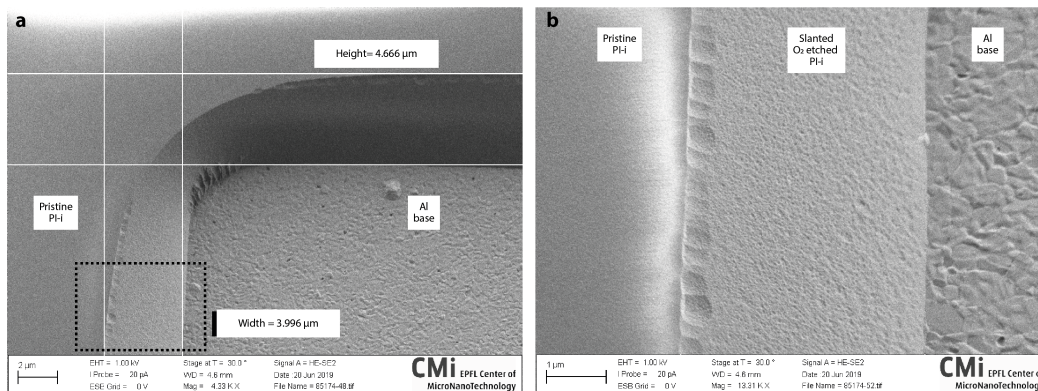 a
Height= 4.666 µm
Pristine
PI-i
Al
base
Width = 3.996 µm
2 µm
EHT = 1.00 kV
I Probe = 20 pA
ESB Grid = 0 V
Stage at T = 30.0 °
WD = 4.6 mm
Mag = 4.33 K X
Signal A = HE-SE2
Date: 20 Jun 2019
File Name = 85174-48.tif
CMi EPFL Center of
MicroNanoTechnology
b
Pristine
PI-i
Slanted
O₂ etched
PI-i
Al
base
1 µm
EHT = 1.00 kV
I Probe = 20 pA
ESB Grid = 0 V
Stage at T = 30.0 °
WD = 4.6 mm
Mag = 13.31 K X
Signal A = HE-SE2
Date: 20 Jun 2019
File Name = 85174-52.tif
CMi EPFL Center of
MicroNanoTechnology